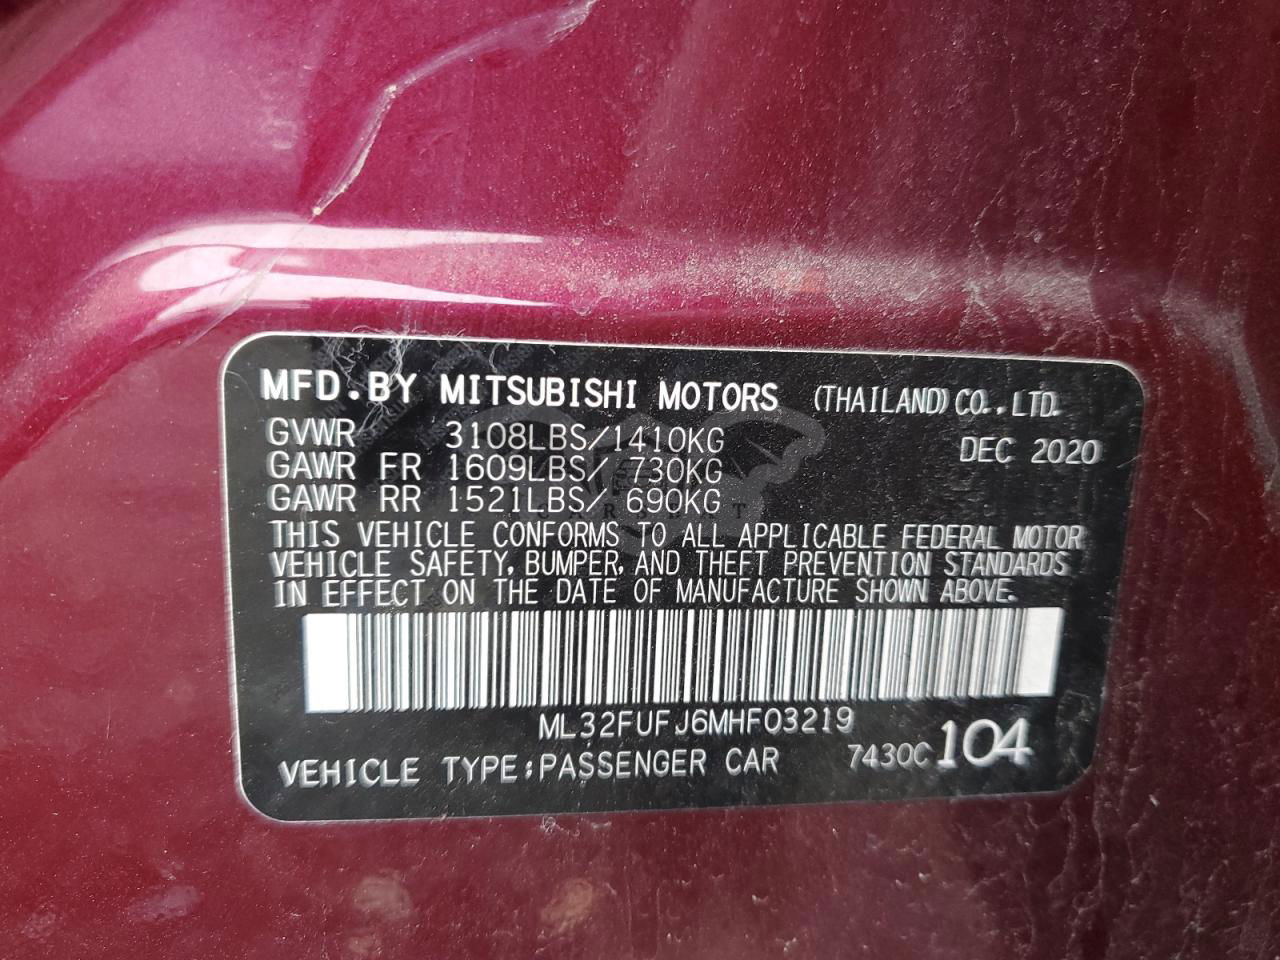 MFD.BY MITSUBISHI MOTORS (THAILAND) CO.,LTD.
GVWR 3108LBS/1410KG DEC 2020
GAWR FR 1609LBS/ 730KG
GAWR RR 1521LBS/ 690KG
THIS VEHICLE CONFORMS TO ALL APPLICABLE FEDERAL MOTOR
VEHICLE SAFETY, BUMPER, AND THEFT PREVENTION STANDARDS
IN EFFECT ON THE DATE OF MANUFACTURE SHOWN ABOVE.
ML32FUFJ6MHF03219
VEHICLE TYPE:PASSENGER CAR 7430C 104